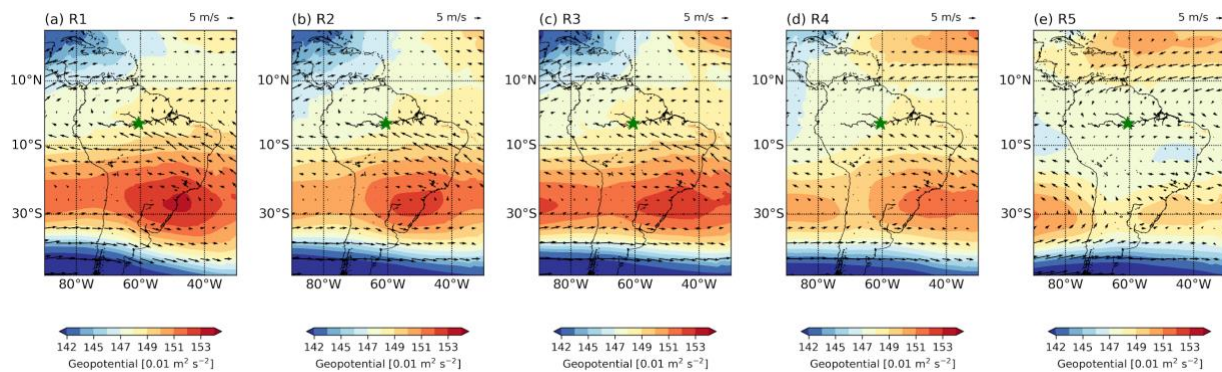 (a) R1 5 m/s
(b) R2 5 m/s
(c) R3 5 m/s
(d) R4 5 m/s
(e) R5 5 m/s
10°N
10°S
30°S
80°W 60°W 40°W
10°N
10°S
30°S
80°W 60°W 40°W
10°N
10°S
30°S
80°W 60°W 40°W
10°N
10°S
30°S
80°W 60°W 40°W
10°N
10°S
30°S
80°W 60°W 40°W
142 145 147 149 151 153
Geopotential [0.01 m² s⁻²]
142 145 147 149 151 153
Geopotential [0.01 m² s⁻²]
142 145 147 149 151 153
Geopotential [0.01 m² s⁻²]
142 145 147 149 151 153
Geopotential [0.01 m² s⁻²]
142 145 147 149 151 153
Geopotential [0.01 m² s⁻²]